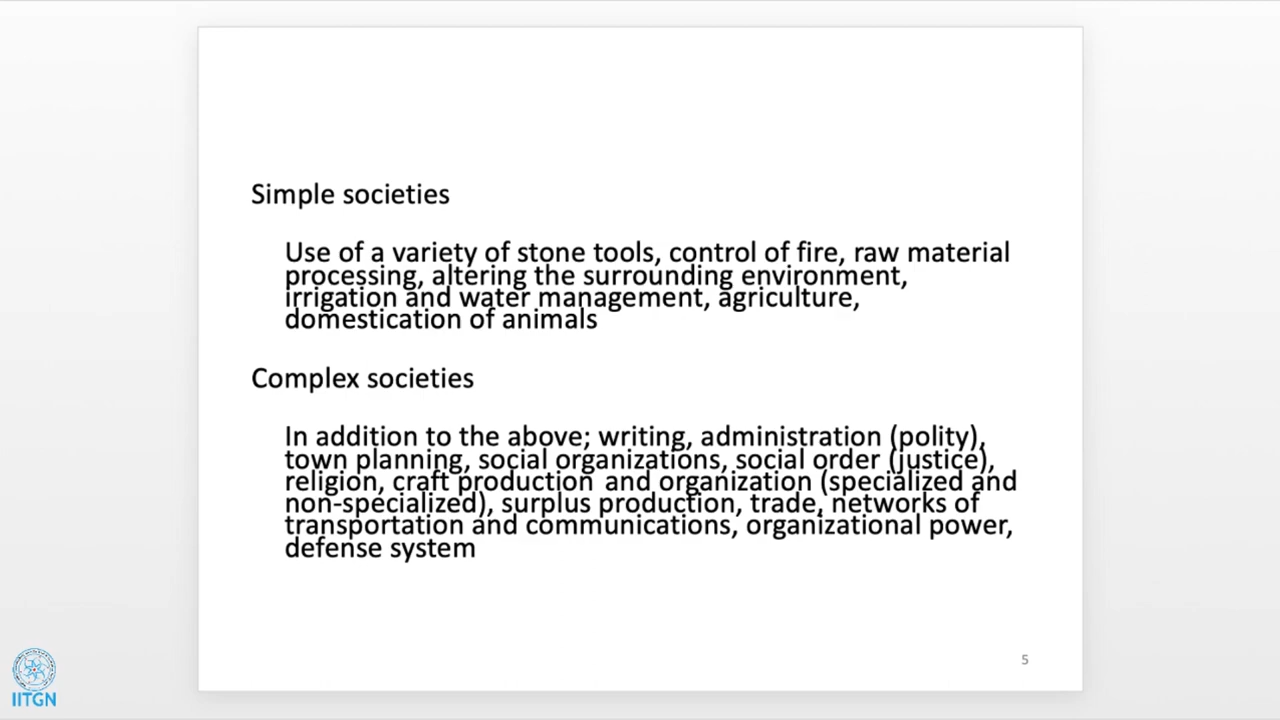 Simple societies
Use of a variety of stone tools, control of fire, raw material
processing, altering the surrounding environment,
irrigation and water management, agriculture,
domestication of animals
Complex societies
In addition to the above; writing, administration (polity),
town planning, social organizations, social order (justice),
religion, craft production and organization (specialized and
non-specialized), surplus production, trade, networks of
transportation and communications, organizational power,
defense system
5
IITGN